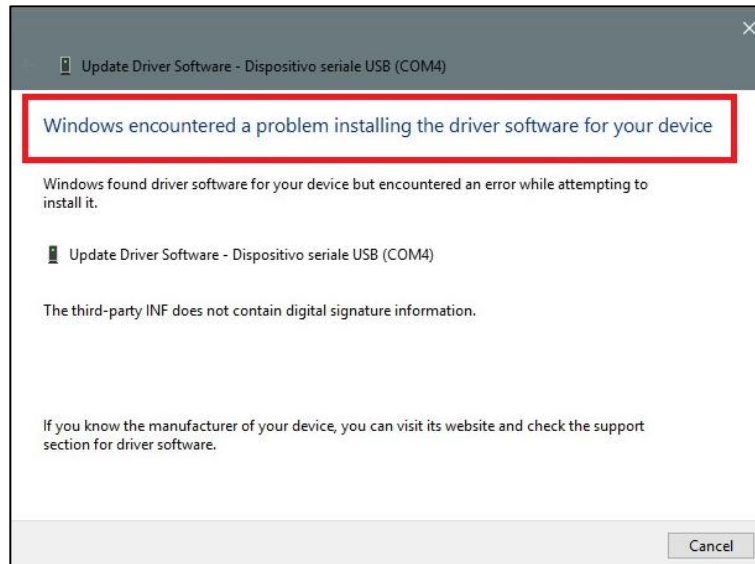 Update Driver Software - Dispositivo seriale USB (COM4)
Windows encountered a problem installing the driver software for your device
Windows found driver software for your device but encountered an error while attempting to
install it.
Update Driver Software - Dispositivo seriale USB (COM4)
The third-party INF does not contain digital signature information.
If you know the manufacturer of your device, you can visit its website and check the support
section for driver software.
Cancel